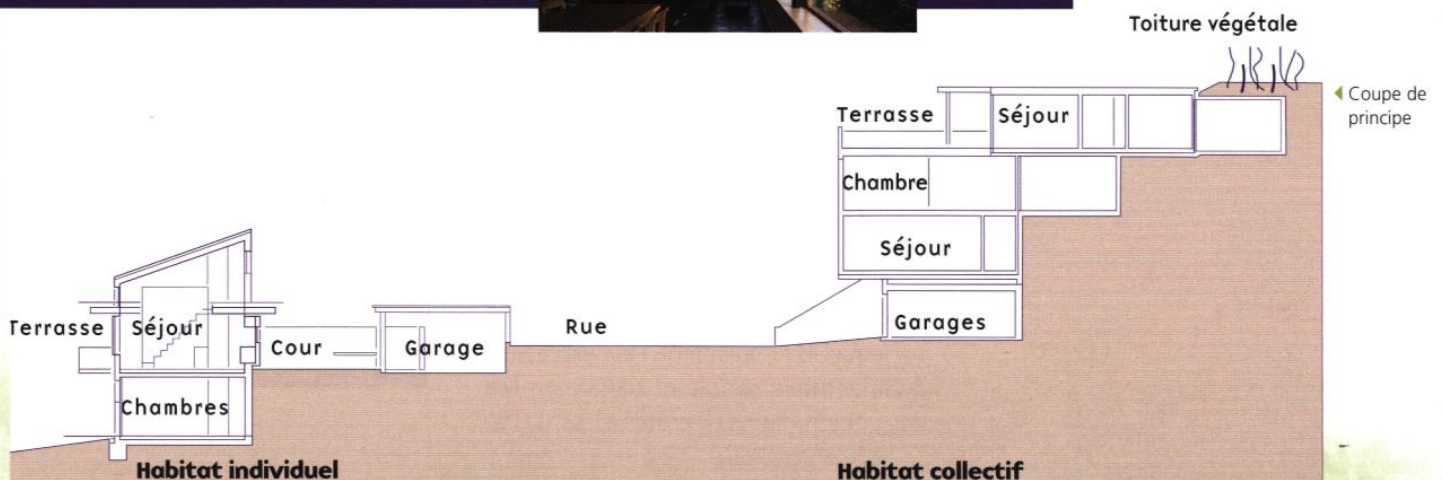 Toiture végétale
Coupe de
principe
Terrasse
Séjour
Chambre
Séjour
Garages
Terrasse
Séjour
Cour
Garage
Rue
Chambres
Habitat individuel
Habitat collectif